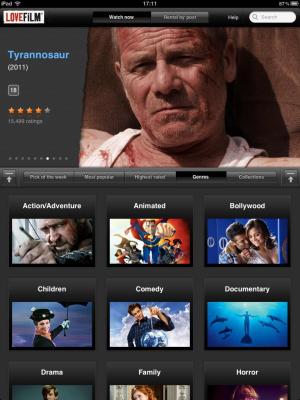 iPad
17:11
LOVEFiLM
Watch now
Rental by post
Help
Search
Tyrannosaur
(2011)
18
15,499 ratings
Pick of the week
Most popular
Highest rated
Genres
Collections
Action/Adventure
Animated
Bollywood
Children
Comedy
Documentary
Drama
Family
Horror